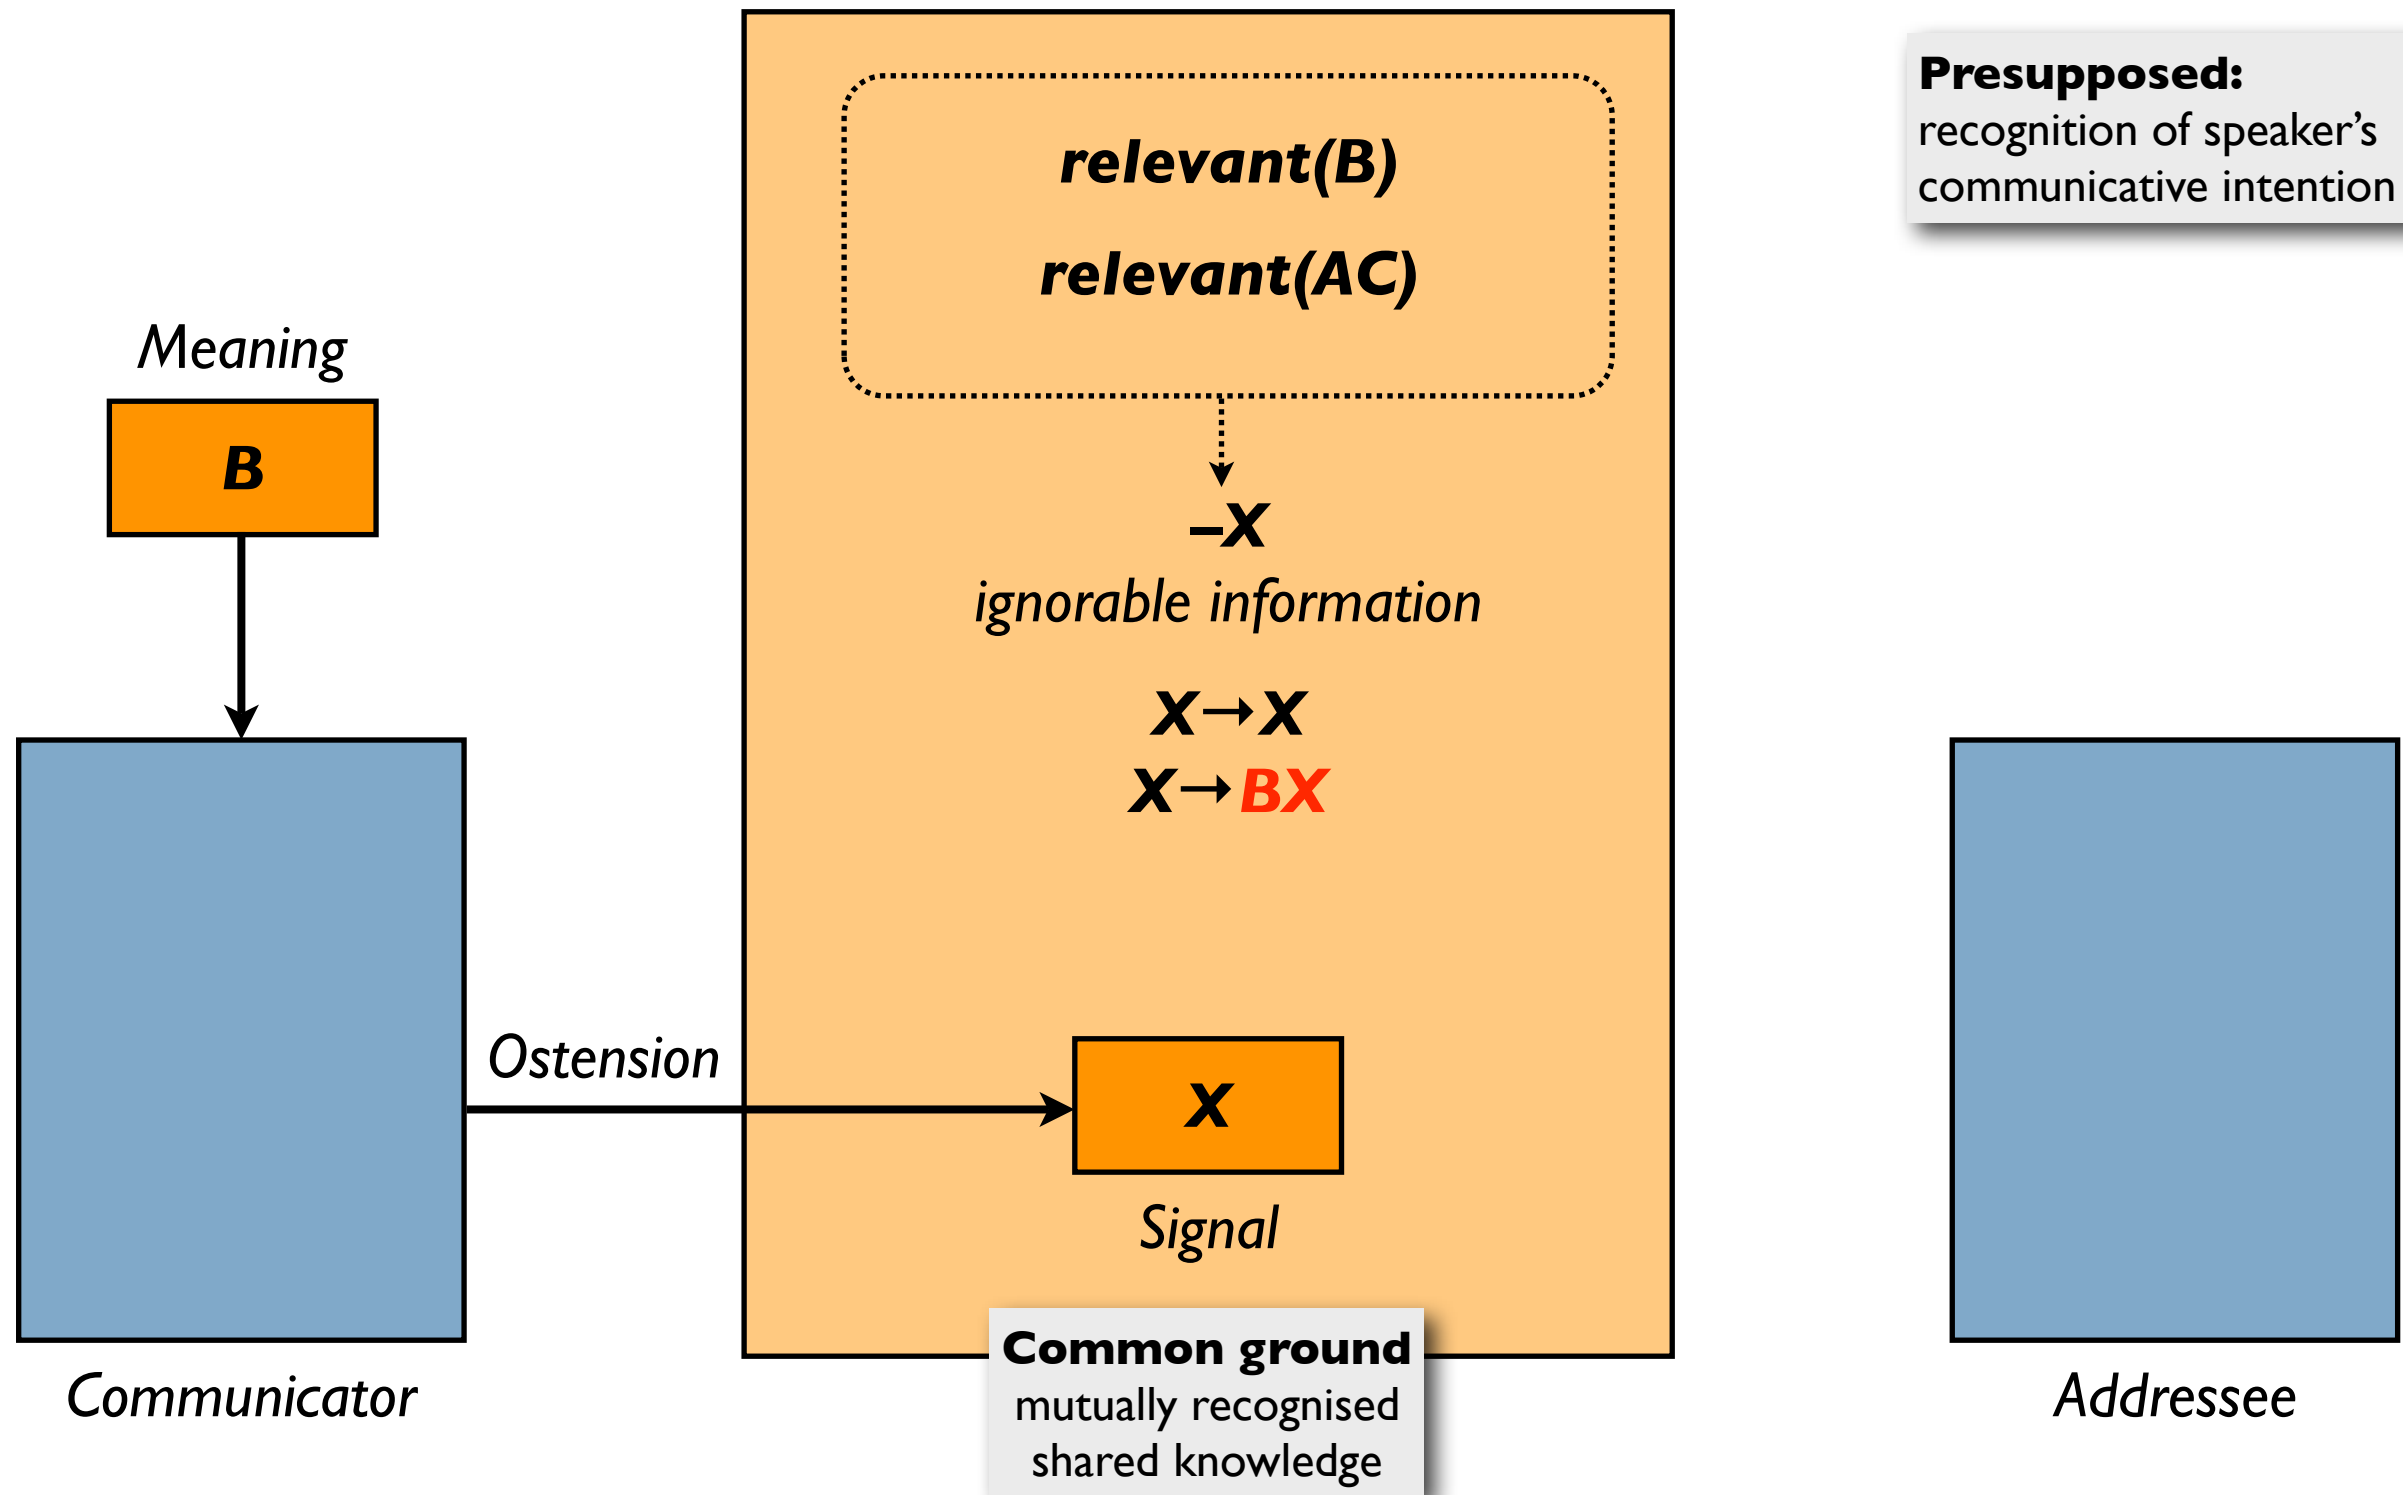 Presupposed:
recognition of speaker’s
communicative intention
relevant(B)
relevant(AC)
Meaning
B
–X
ignorable information
X→X
X→BX
Ostension
X
Signal
Common ground
mutually recognised
shared knowledge
Communicator
Addressee